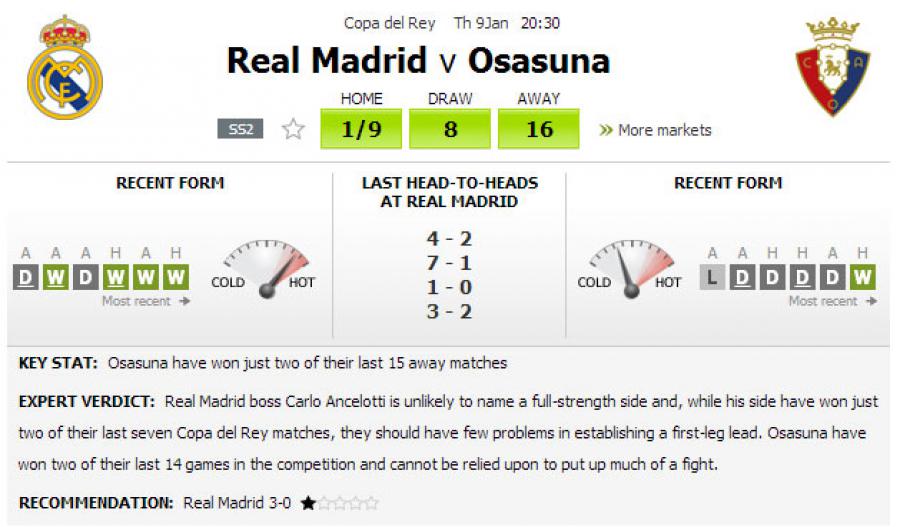 Copa del Rey Th 9Jan 20:30
Real Madrid v Osasuna
HOME DRAW AWAY
SS2 1/9 8 16 » More markets
RECENT FORM
A A A H A H
D W D W W W
Most recent →
COLD HOT
LAST HEAD-TO-HEADS
AT REAL MADRID
4 - 2
7 - 1
1 - 0
3 - 2
RECENT FORM
COLD HOT
A A H H A H
L D D D D W
Most recent →
KEY STAT: Osasuna have won just two of their last 15 away matches
EXPERT VERDICT: Real Madrid boss Carlo Ancelotti is unlikely to name a full-strength side and, while his side have won just
two of their last seven Copa del Rey matches, they should have few problems in establishing a first-leg lead. Osasuna have
won two of their last 14 games in the competition and cannot be relied upon to put up much of a fight.
RECOMMENDATION: Real Madrid 3-0